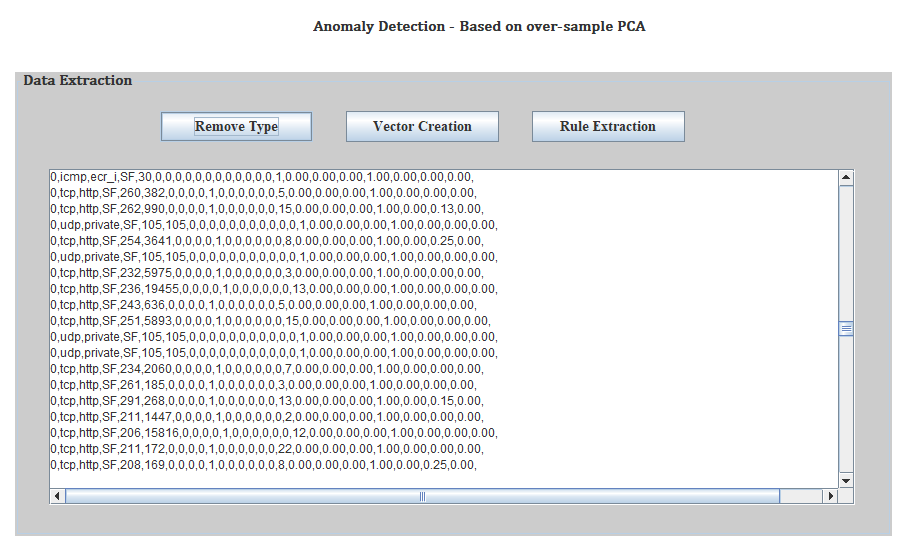 Anomaly Detection - Based on over-sample PCA
Data Extraction
Remove Type
Vector Creation
Rule Extraction
0,icmp,ecr_i,SF,30,0,0,0,0,0,0,0,0,0,0,0,0,1,0.00,0.00,0.00,1.00,0.00,0.00,0.00,
0,tcp,http,SF,260,382,0,0,0,0,1,0,0,0,0,0,0,5,0.00,0.00,0.00,1.00,0.00,0.00,0.00,
0,tcp,http,SF,262,990,0,0,0,0,1,0,0,0,0,0,0,15,0.00,0.00,0.00,1.00,0.00,0.13,0.00,
0,udp,private,SF,105,105,0,0,0,0,0,0,0,0,0,0,0,1,0.00,0.00,0.00,1.00,0.00,0.00,0.00,
0,tcp,http,SF,254,3641,0,0,0,0,1,0,0,0,0,0,0,8,0.00,0.00,0.00,1.00,0.00,0.25,0.00,
0,udp,private,SF,105,105,0,0,0,0,0,0,0,0,0,0,0,1,0.00,0.00,0.00,1.00,0.00,0.00,0.00,
0,tcp,http,SF,232,5975,0,0,0,0,1,0,0,0,0,0,0,3,0.00,0.00,0.00,1.00,0.00,0.00,0.00,
0,tcp,http,SF,236,19455,0,0,0,0,1,0,0,0,0,0,0,13,0.00,0.00,0.00,1.00,0.00,0.00,0.00,
0,tcp,http,SF,243,636,0,0,0,0,1,0,0,0,0,0,0,5,0.00,0.00,0.00,1.00,0.00,0.00,0.00,
0,tcp,http,SF,251,5893,0,0,0,0,1,0,0,0,0,0,0,15,0.00,0.00,0.00,1.00,0.00,0.00,0.00,
0,udp,private,SF,105,105,0,0,0,0,0,0,0,0,0,0,0,1,0.00,0.00,0.00,1.00,0.00,0.00,0.00,
0,udp,private,SF,105,105,0,0,0,0,0,0,0,0,0,0,0,1,0.00,0.00,0.00,1.00,0.00,0.00,0.00,
0,tcp,http,SF,234,2060,0,0,0,0,1,0,0,0,0,0,0,7,0.00,0.00,0.00,1.00,0.00,0.00,0.00,
0,tcp,http,SF,261,185,0,0,0,0,1,0,0,0,0,0,0,3,0.00,0.00,0.00,1.00,0.00,0.00,0.00,
0,tcp,http,SF,291,268,0,0,0,0,1,0,0,0,0,0,0,13,0.00,0.00,0.00,1.00,0.00,0.15,0.00,
0,tcp,http,SF,211,1447,0,0,0,0,1,0,0,0,0,0,0,2,0.00,0.00,0.00,1.00,0.00,0.00,0.00,
0,tcp,http,SF,206,15816,0,0,0,0,1,0,0,0,0,0,0,12,0.00,0.00,0.00,1.00,0.00,0.00,0.00,
0,tcp,http,SF,211,172,0,0,0,0,1,0,0,0,0,0,0,22,0.00,0.00,0.00,1.00,0.00,0.00,0.00,
0,tcp,http,SF,208,169,0,0,0,0,1,0,0,0,0,0,0,8,0.00,0.00,0.00,1.00,0.00,0.25,0.00,